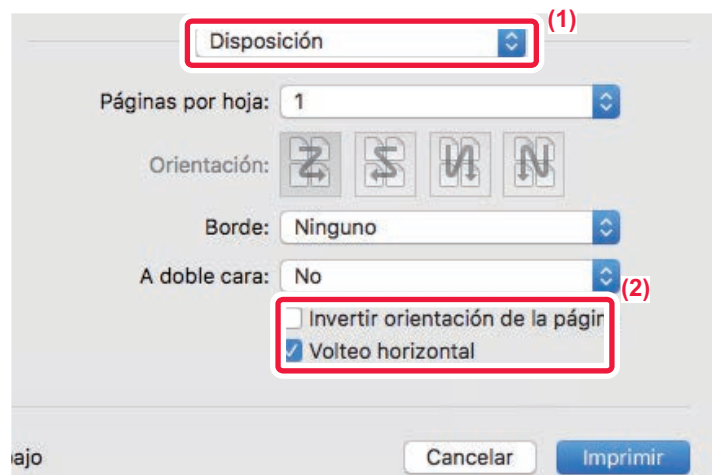 (1)
Disposición
Páginas por hoja: 1
Orientación:
Borde: Ninguno
A doble cara: No
(2)
Invertir orientación de la págin
Volteo horizontal
ajo Cancelar Imprimir